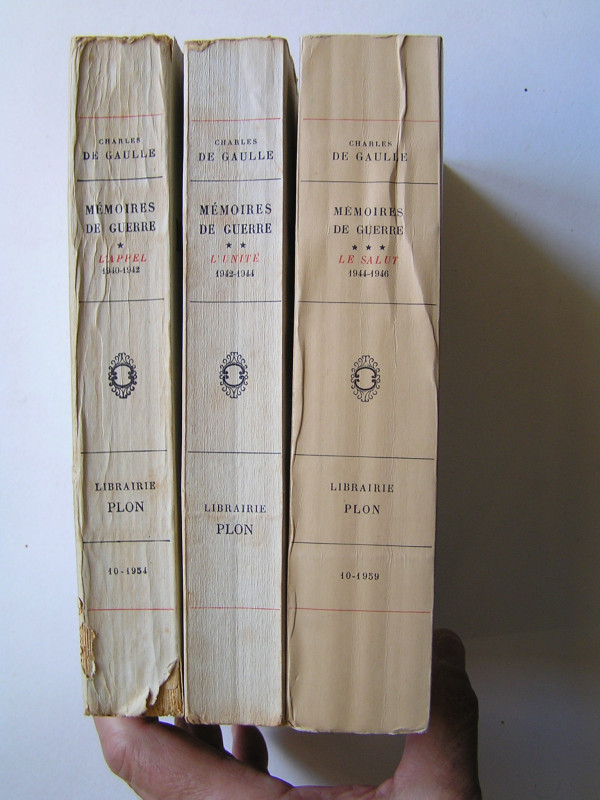 CHARLES
DE GAULLE
MÉMOIRES
DE GUERRE
★
L'APPEL
1940-1942
LIBRAIRIE
PLON
10-1954
CHARLES
DE GAULLE
MÉMOIRES
DE GUERRE
★ ★
L'UNITÉ
1942-1944
LIBRAIRIE
PLON
CHARLES
DE GAULLE
MÉMOIRES
DE GUERRE
★ ★ ★
LE SALUT
1944-1946
LIBRAIRIE
PLON
10-1959